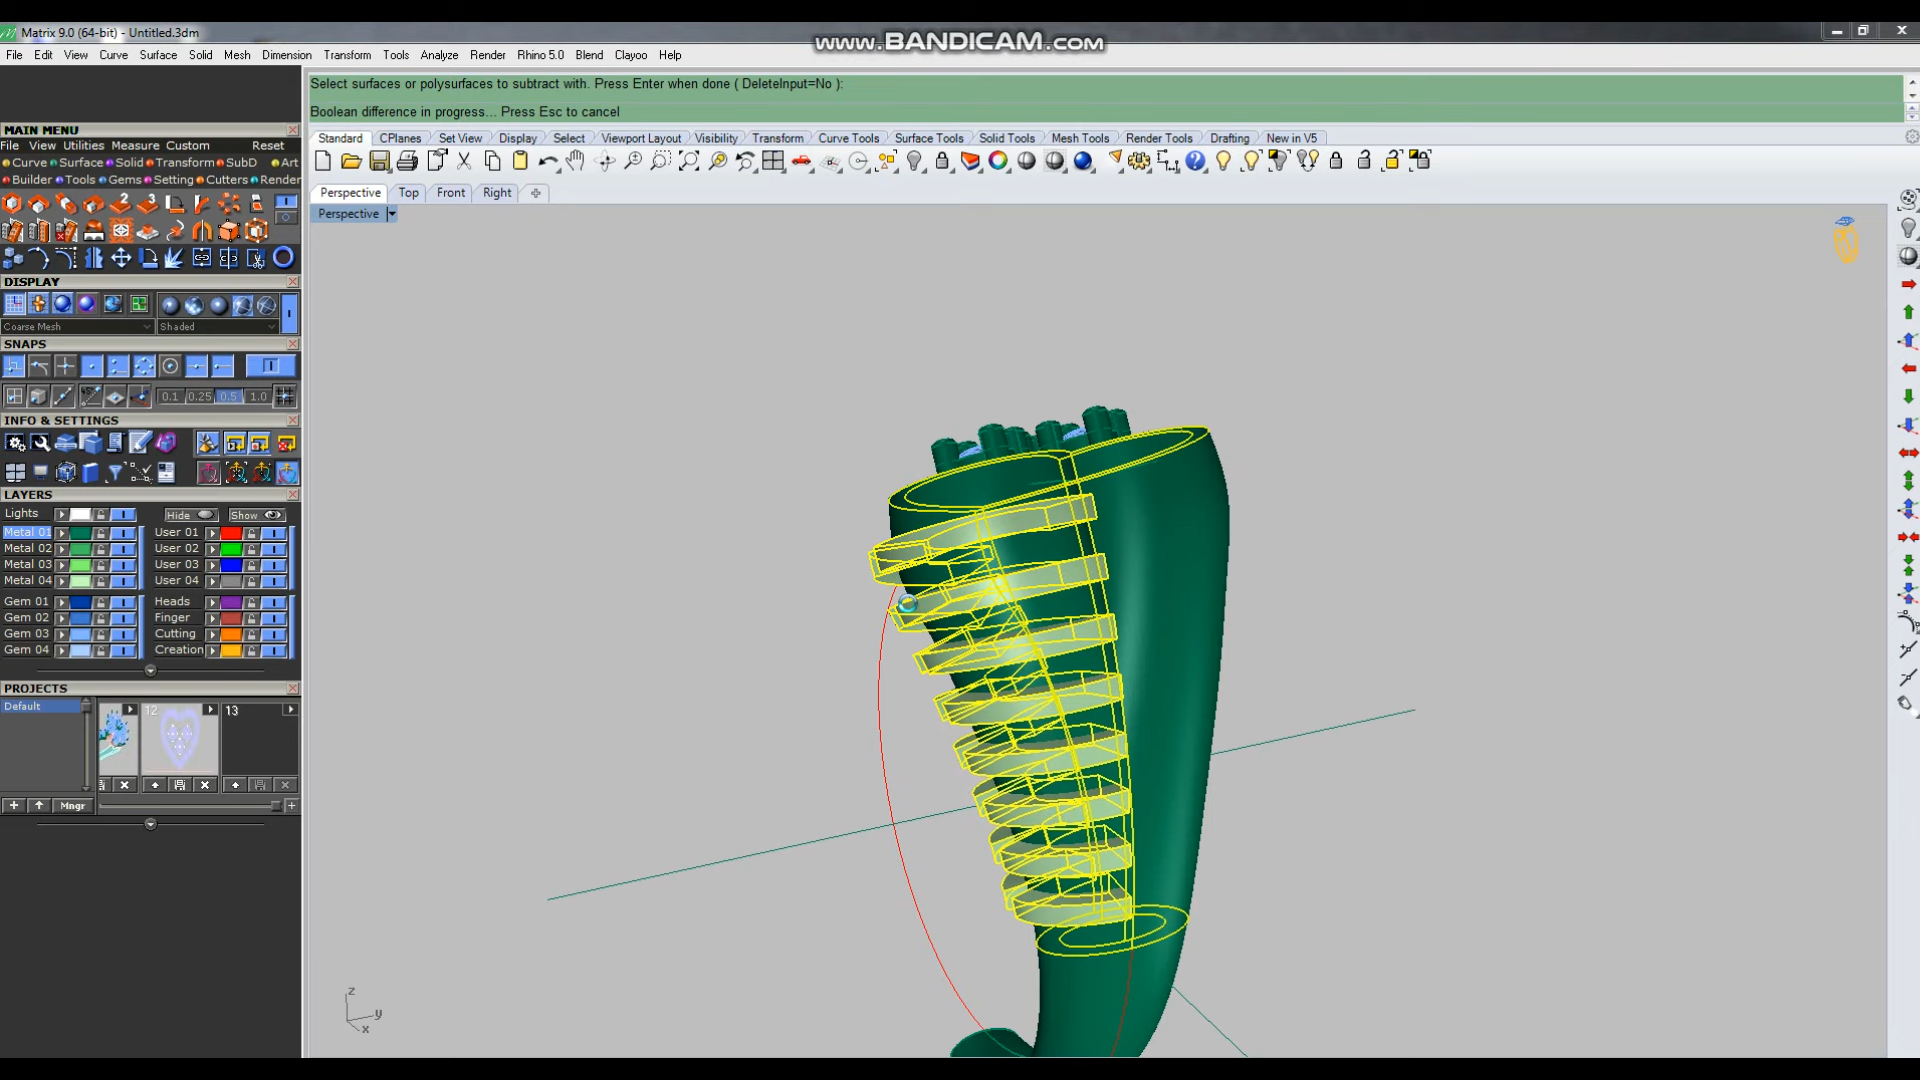 Matrix 9.0 (64-bit) - Untitled.3dm
www.BANDICAM.com
File Edit View Curve Surface Solid Mesh Dimension Transform Tools Analyze Render Rhino 5.0 Blend Clayoo Help
Select surfaces or polysurfaces to subtract with. Press Enter when done ( DeleteInput=No ):
Boolean difference in progress... Press Esc to cancel
MAIN MENU
File View Utilities Measure Custom Reset
Curve Surface Solid Transform SubD Art
Builder Tools Gems Setting Cutters Render
Standard CPlanes Set View Display Select Viewport Layout Visibility Transform Curve Tools Surface Tools Solid Tools Mesh Tools Render Tools Drafting New in V5
Perspective Top Front Right
Perspective
DISPLAY
Coarse Mesh Shaded
SNAPS
0.1 0.25 0.5 1.0
INFO & SETTINGS
LAYERS
Lights Hide Show
Metal 01 User 01
Metal 02 User 02
Metal 03 User 03
Metal 04 User 04
Gem 01 Heads
Gem 02 Finger
Gem 03 Cutting
Gem 04 Creation
PROJECTS
Default 12 13
Mngr
z
y
x